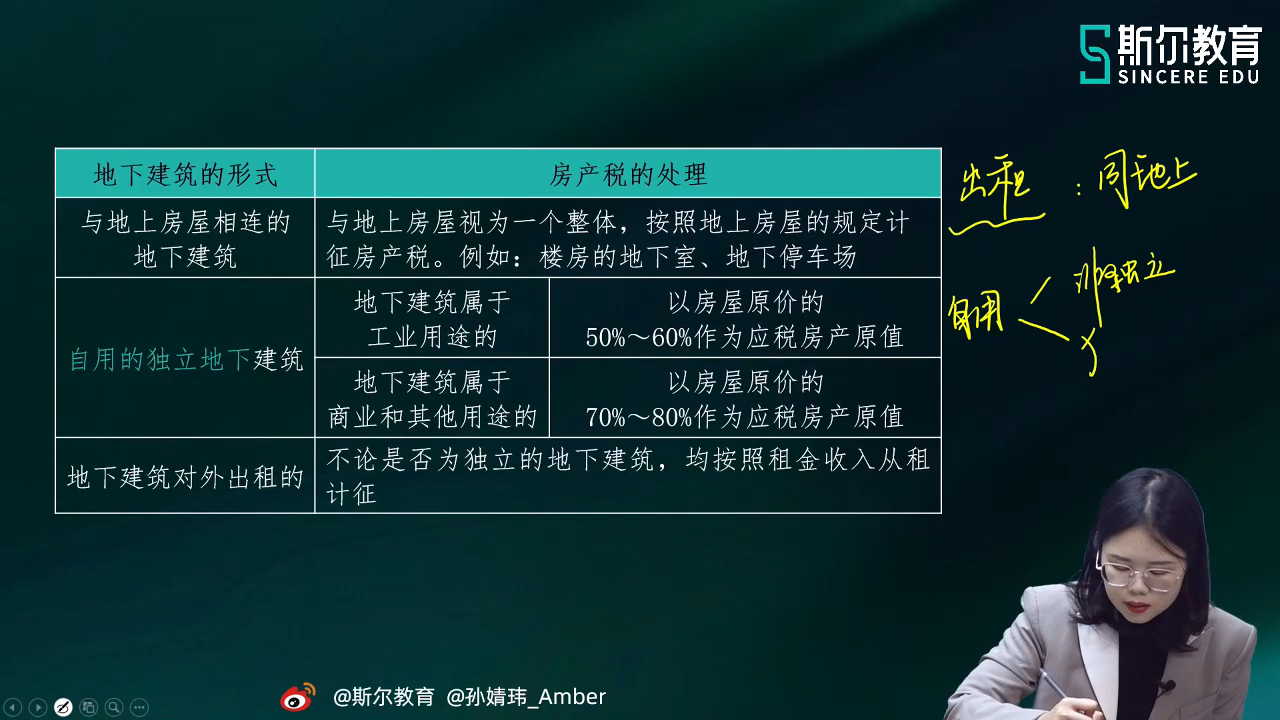 斯尔教育
SINCERE EDU
地下建筑的形式
房产税的处理
与地上房屋相连的
地下建筑
与地上房屋视为一个整体，按照地上房屋的规定计
征房产税。例如：楼房的地下室、地下停车场
自用的独立地下建筑
地下建筑属于
工业用途的
以房屋原价的
50%～60%作为应税房产原值
地下建筑属于
商业和其他用途的
以房屋原价的
70%～80%作为应税房产原值
地下建筑对外出租的
不论是否为独立的地下建筑，均按照租金收入从租
计征
出租：同地上
自用
非独立
@斯尔教育 @孙婧玮_Amber